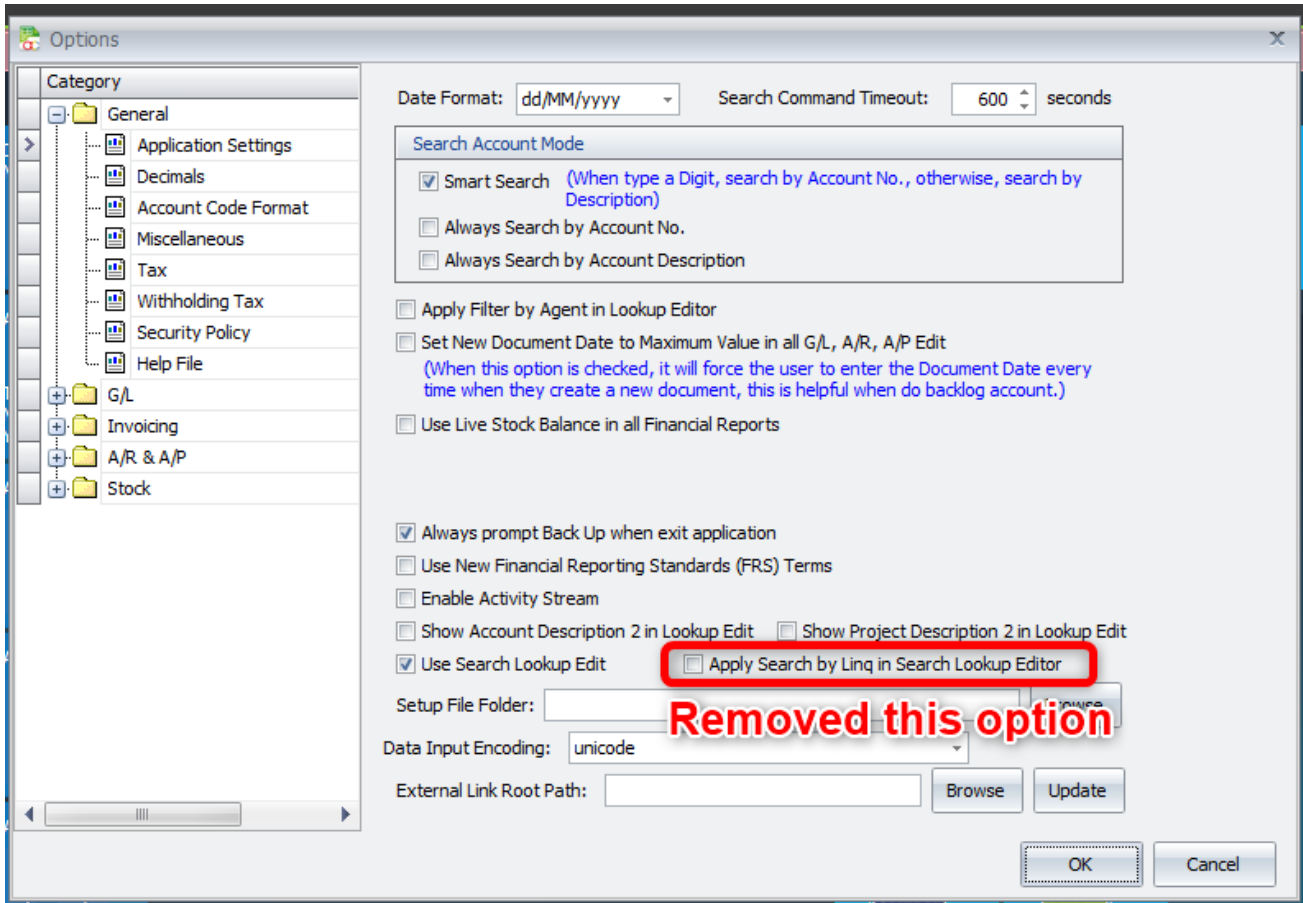 Options
Category
General
Application Settings
Decimals
Account Code Format
Miscellaneous
Tax
Withholding Tax
Security Policy
Help File
G/L
Invoicing
A/R & A/P
Stock
Date Format: dd/MM/yyyy Search Command Timeout: 600 seconds
Search Account Mode
Smart Search (When type a Digit, search by Account No., otherwise, search by
Description)
Always Search by Account No.
Always Search by Account Description
Apply Filter by Agent in Lookup Editor
Set New Document Date to Maximum Value in all G/L, A/R, A/P Edit
(When this option is checked, it will force the user to enter the Document Date every
time when they create a new document, this is helpful when do backlog account.)
Use Live Stock Balance in all Financial Reports
Always prompt Back Up when exit application
Use New Financial Reporting Standards (FRS) Terms
Enable Activity Stream
Show Account Description 2 in Lookup Edit Show Project Description 2 in Lookup Edit
Use Search Lookup Edit Apply Search by Linq in Search Lookup Editor
Setup File Folder:
Removed this option
Data Input Encoding: unicode
External Link Root Path: Browse Update
OK Cancel